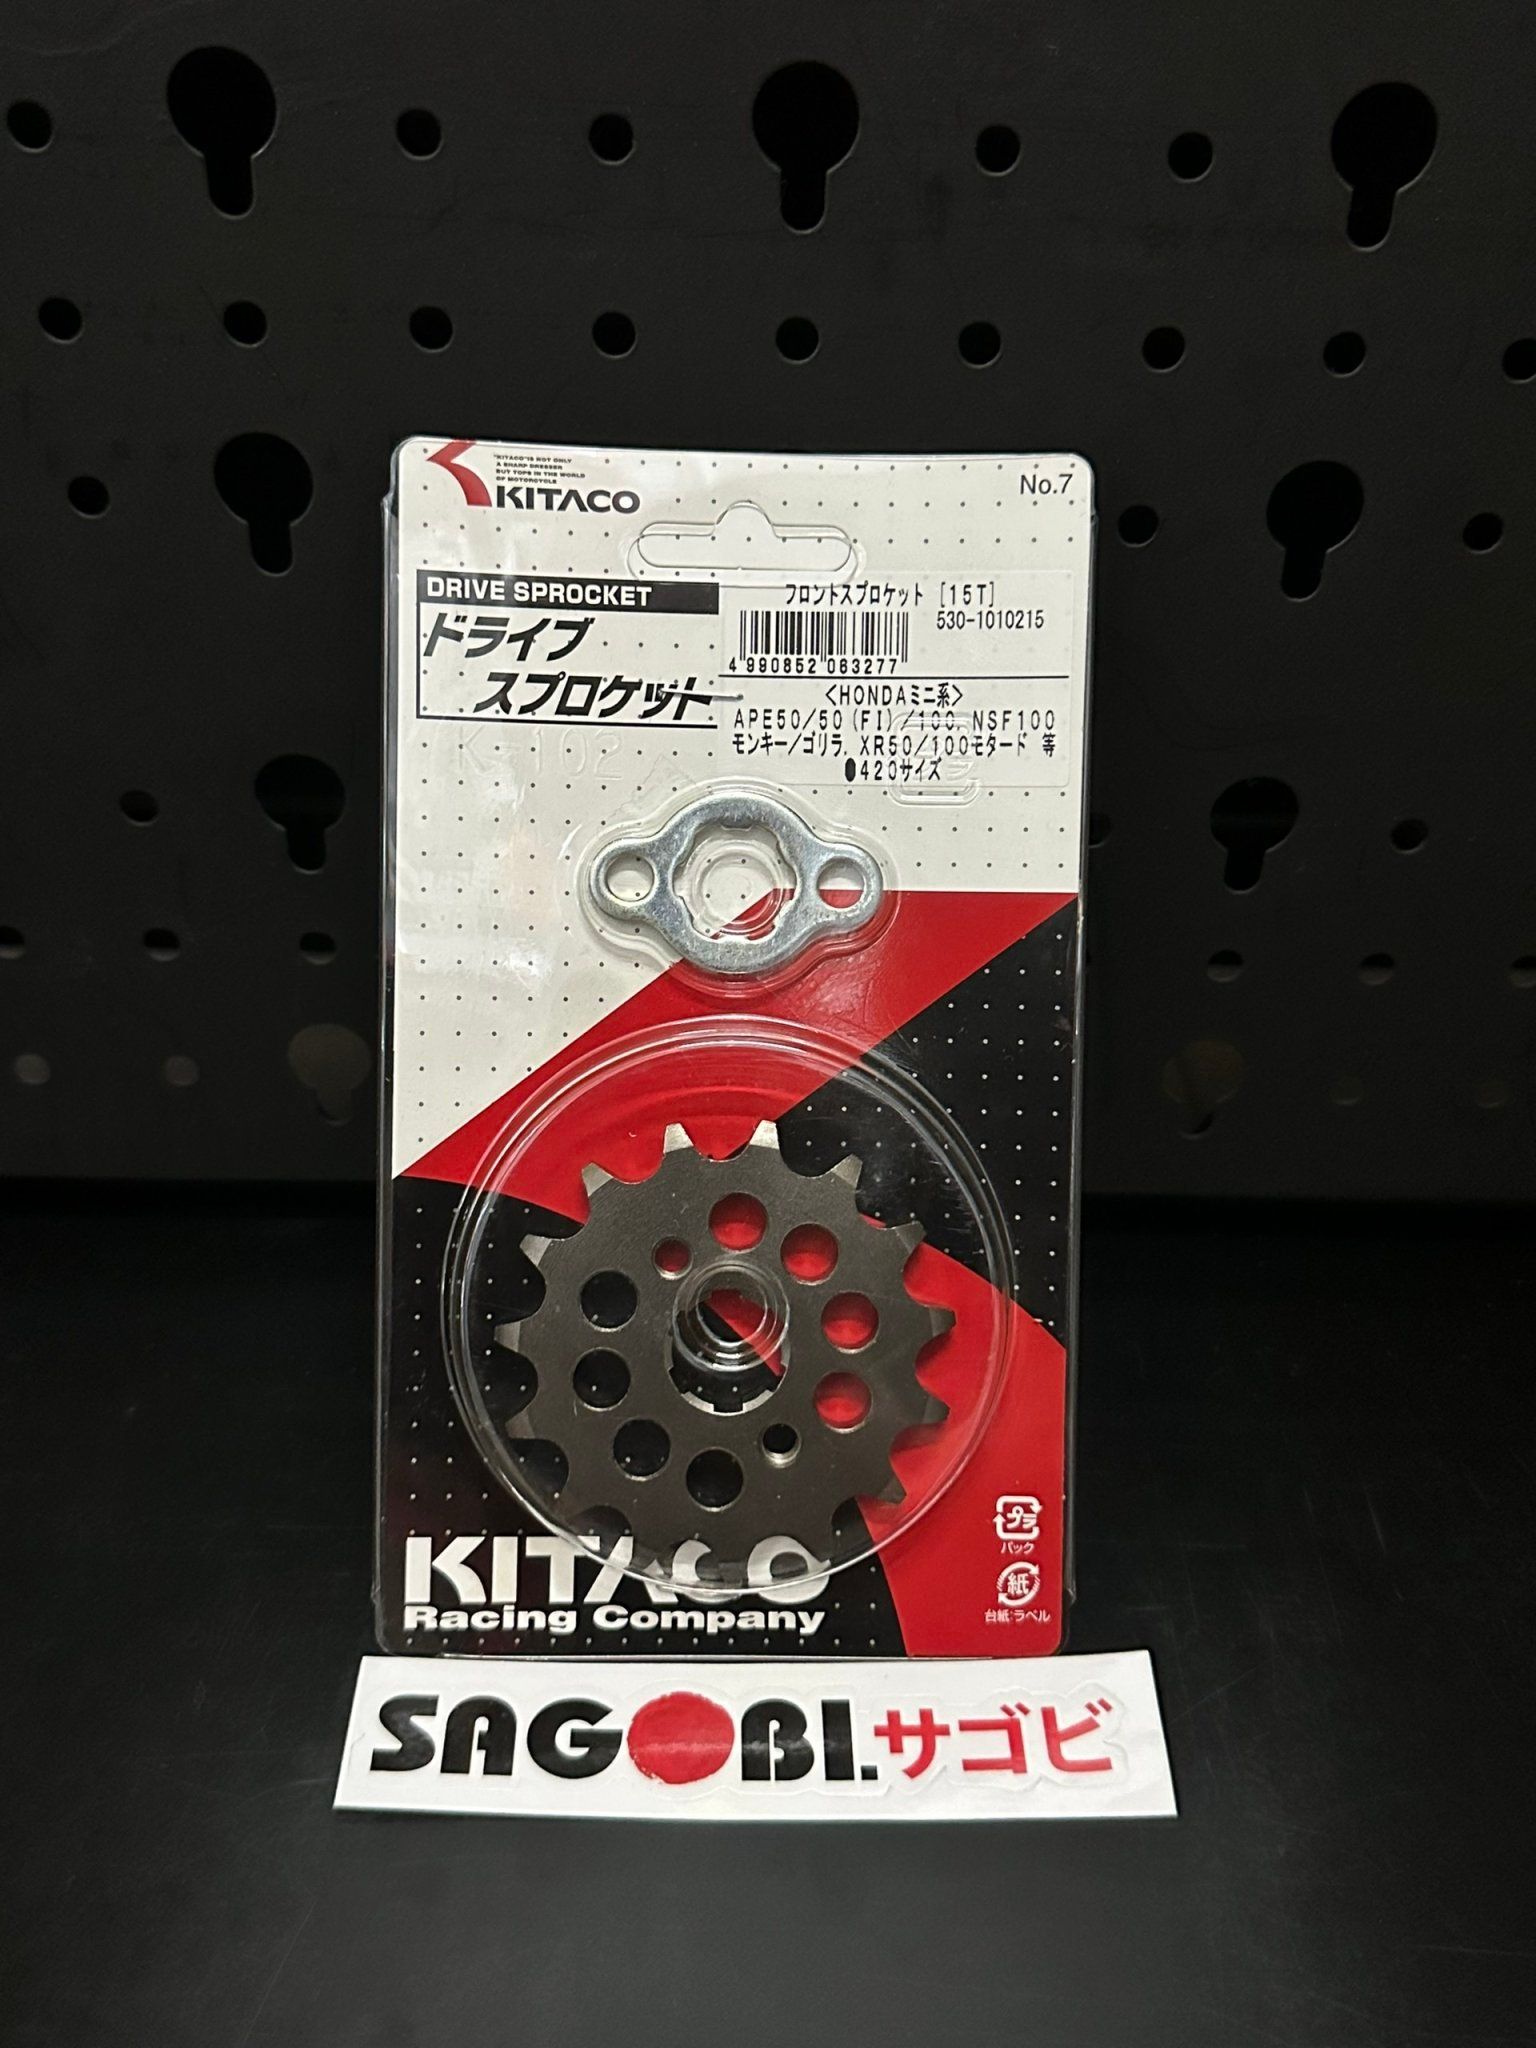 "KITACO"IS NOT ONLY
A SHARP DRESSER
BUT TOPS IN THE WORLD
OF MOTORCYCLE
KITACO
No.7
DRIVE SPROCKET
ドライブ
スプロケット
フロントスプロケット [15T]
530-1010215
4 990852 063277
<HONDAミニ系>
APE50/50(FI)/100, NSF100
モンキー/ゴリラ, XR50/100モタード 等
●420サイズ
K-102
プラ
パック
紙
台紙:ラベル
KITACO
Racing Company
SAGOBI.サゴビ